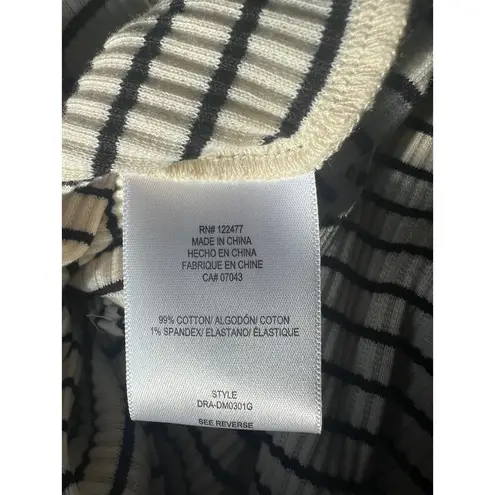 RN# 122477
MADE IN CHINA
HECHO EN CHINA
FABRIQUE EN CHINE
CA# 07043
99% COTTON/ ALGODÓN/ COTON
1% SPANDEX/ ELASTANO/ ÉLASTIQUE
STYLE
DRA-DM0301G
SEE REVERSE